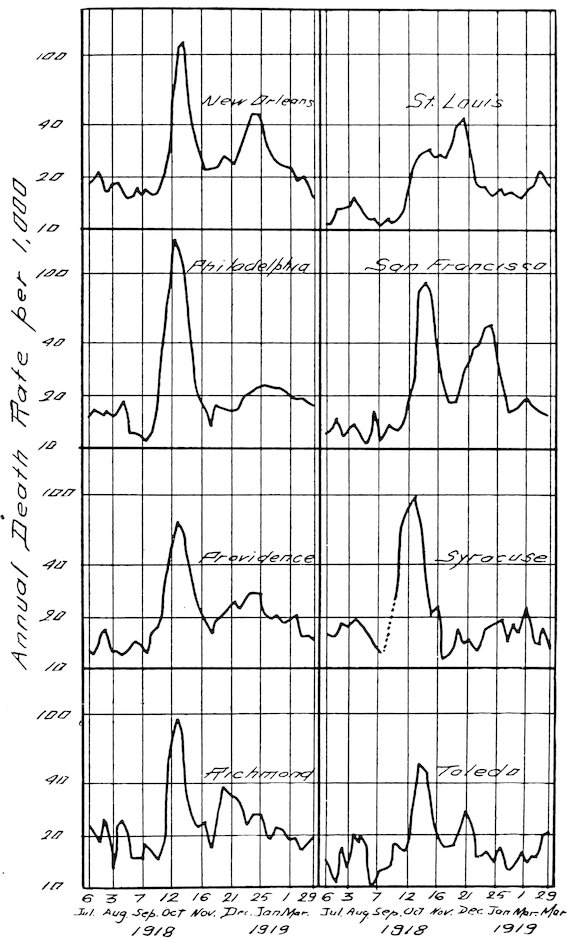 Annual Death Rate per 1,000
100
40
20
10
New Orleans
St. Louis
100
40
20
10
Philadelphia
San Francisco
100
40
20
10
Providence
Syracuse
100
40
20
10
Richmond
Toledo
6 3 7 12 16 21 25 1 29 6 3 7 12 16 21 25 1 29
Jul. Aug. Sep. Oct Nov. Dec. Jan Mar. Jul. Aug Sep. Oct Nov. Dec. Jan Mar. Mar
1918 1919 1918 1919